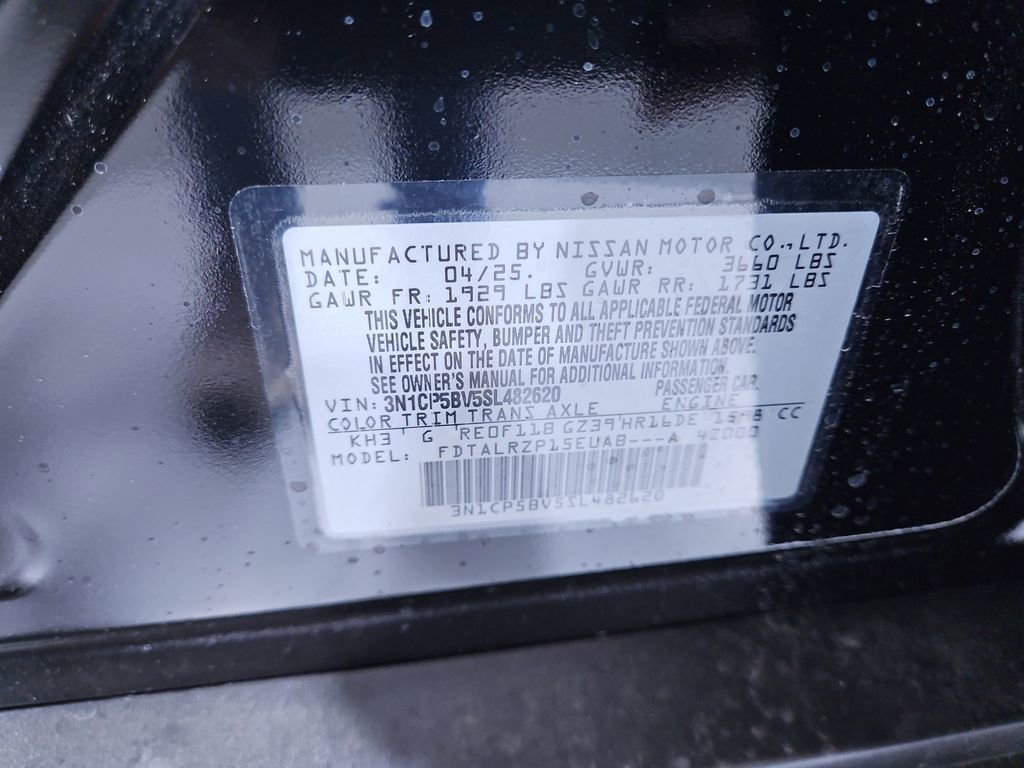 MANUFACTURED BY NISSAN MOTOR CO.,LTD.
DATE: 04/25. GVWR: 3660 LBS
GAWR FR: 1929 LBS GAWR RR: 1731 LBS
THIS VEHICLE CONFORMS TO ALL APPLICABLE FEDERAL MOTOR
VEHICLE SAFETY, BUMPER AND THEFT PREVENTION STANDARDS
IN EFFECT ON THE DATE OF MANUFACTURE SHOWN ABOVE.
SEE OWNER'S MANUAL FOR ADDITIONAL INFORMATION.
VIN: 3N1CP5BV5SL482620 PASSENGER CAR.
COLOR TRIM TRANS AXLE ENGINE
KH3 G RE0F11B GZ39 HR16DE 1598 CC
MODEL: FDTALRZP15EUAB---A 42000
3N1CP5BV5SL482620